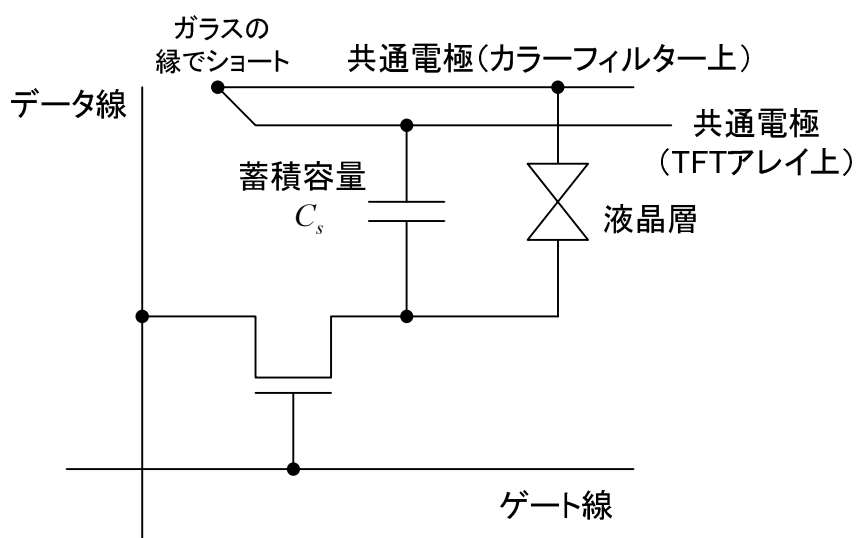 ガラスの
縁でショート
共通電極（カラーフィルター上）
データ線
共通電極
（TFTアレイ上）
蓄積容量
Cs
液晶層
ゲート線